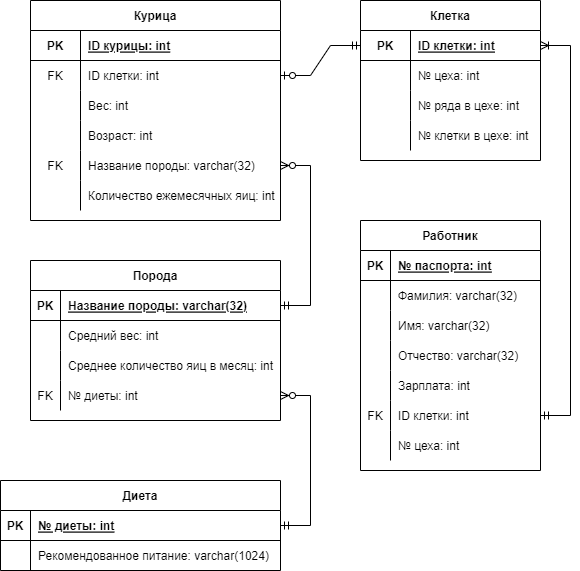 Курица
PK ID курицы: int
FK ID клетки: int
Вес: int
Возраст: int
FK Название породы: varchar(32)
Количество ежемесячных яиц: int
Клетка
PK ID клетки: int
№ цеха: int
№ ряда в цехе: int
№ клетки в цехе: int
Порода
PK Название породы: varchar(32)
Средний вес: int
Среднее количество яиц в месяц: int
FK № диеты: int
Работник
PK № паспорта: int
Фамилия: varchar(32)
Имя: varchar(32)
Отчество: varchar(32)
Зарплата: int
FK ID клетки: int
№ цеха: int
Диета
PK № диеты: int
Рекомендованное питание: varchar(1024)